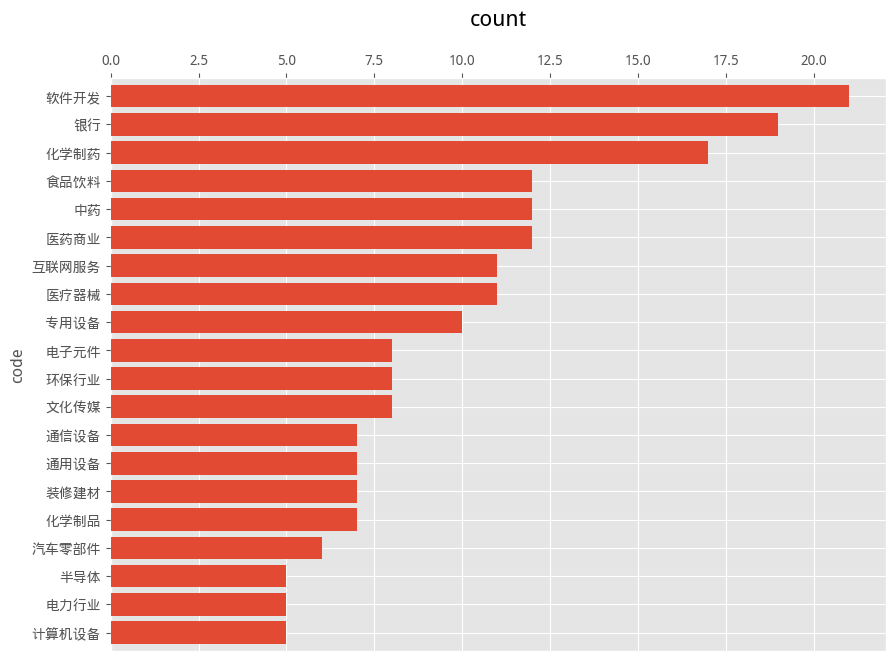 count
0.0 2.5 5.0 7.5 10.0 12.5 15.0 17.5 20.0
软件开发
银行
化学制药
食品饮料
中药
医药商业
互联网服务
医疗器械
专用设备
电子元件
环保行业
文化传媒
通信设备
通用设备
装修建材
化学制品
汽车零部件
半导体
电力行业
计算机设备
code